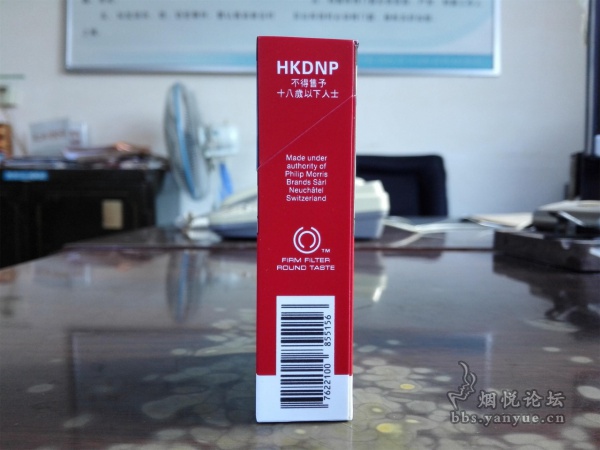 HKDNP
不得售予
十八歲以下人士
Made under
authority of
Philip Morris
Brands Sàrl
Neuchâtel
Switzerland
TM
FIRM FILTER
ROUND TASTE
7622100 855156
烟悦论坛
bbs.yanyue.cn